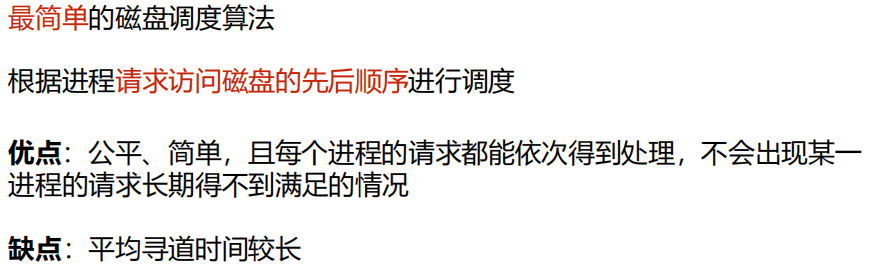 最简单的磁盘调度算法
根据进程请求访问磁盘的先后顺序进行调度
优点：公平、简单，且每个进程的请求都能依次得到处理，不会出现某一
进程的请求长期得不到满足的情况
缺点：平均寻道时间较长